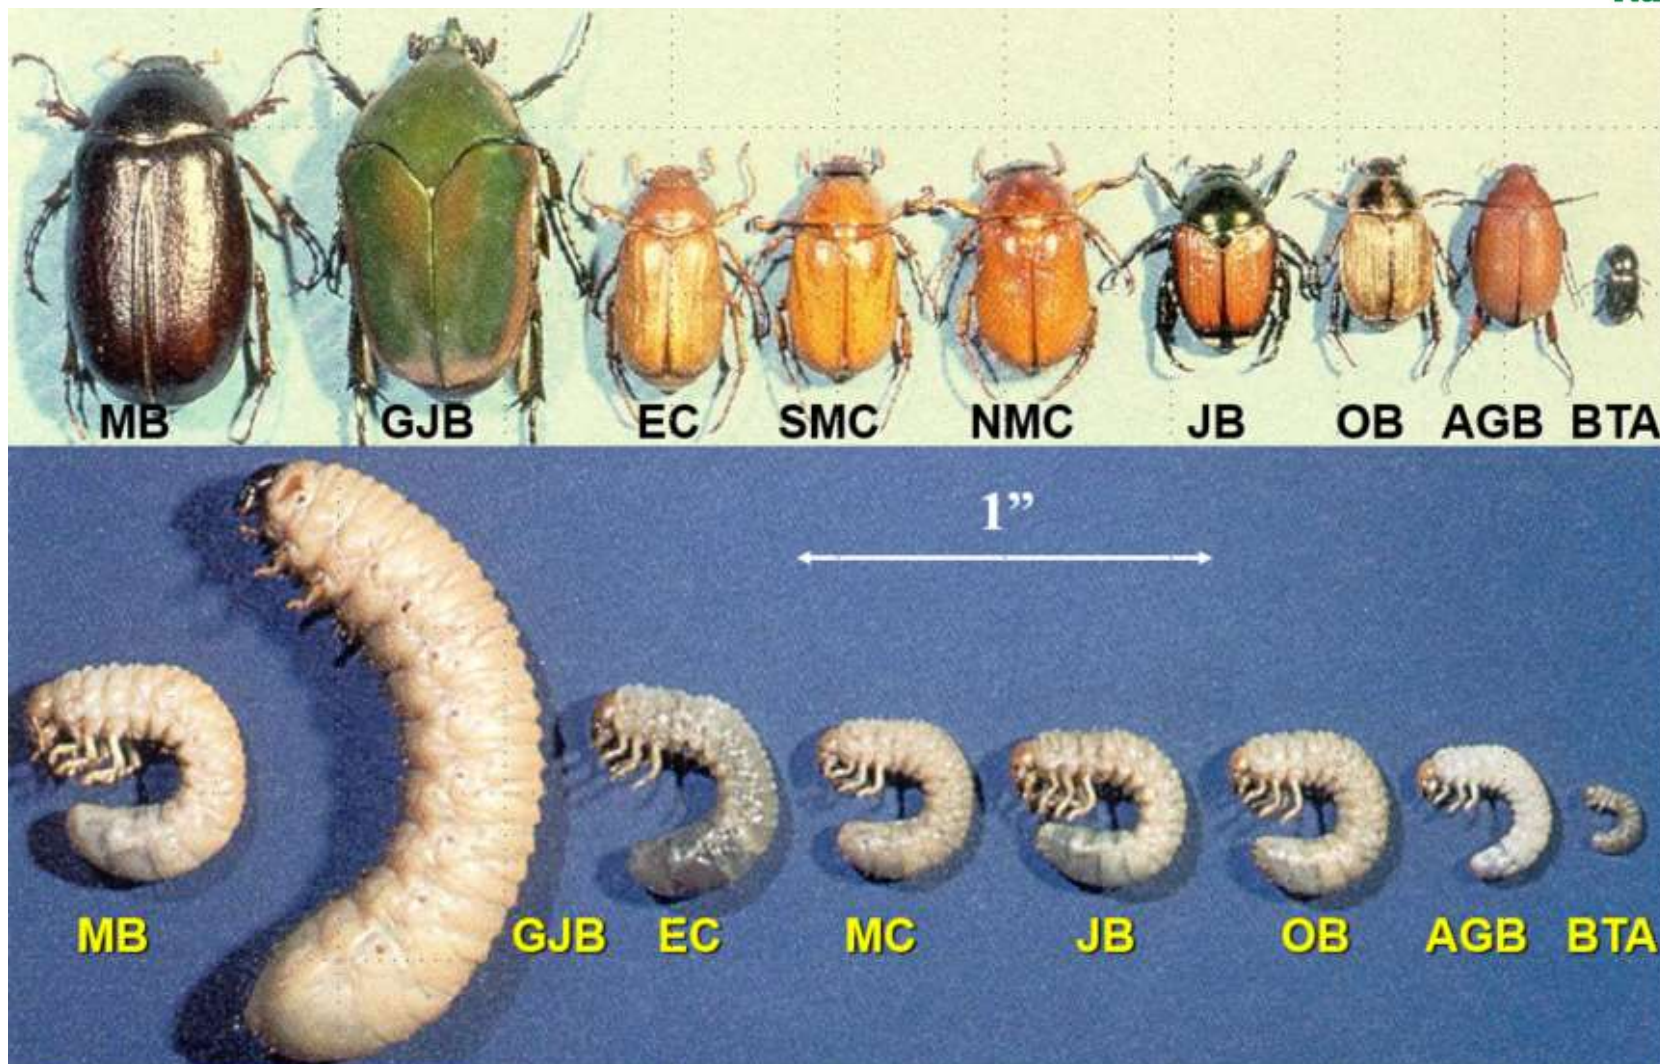 MB GJB EC SMC NMC JB OB AGB BTA
1”
MB GJB EC MC JB OB AGB BTA